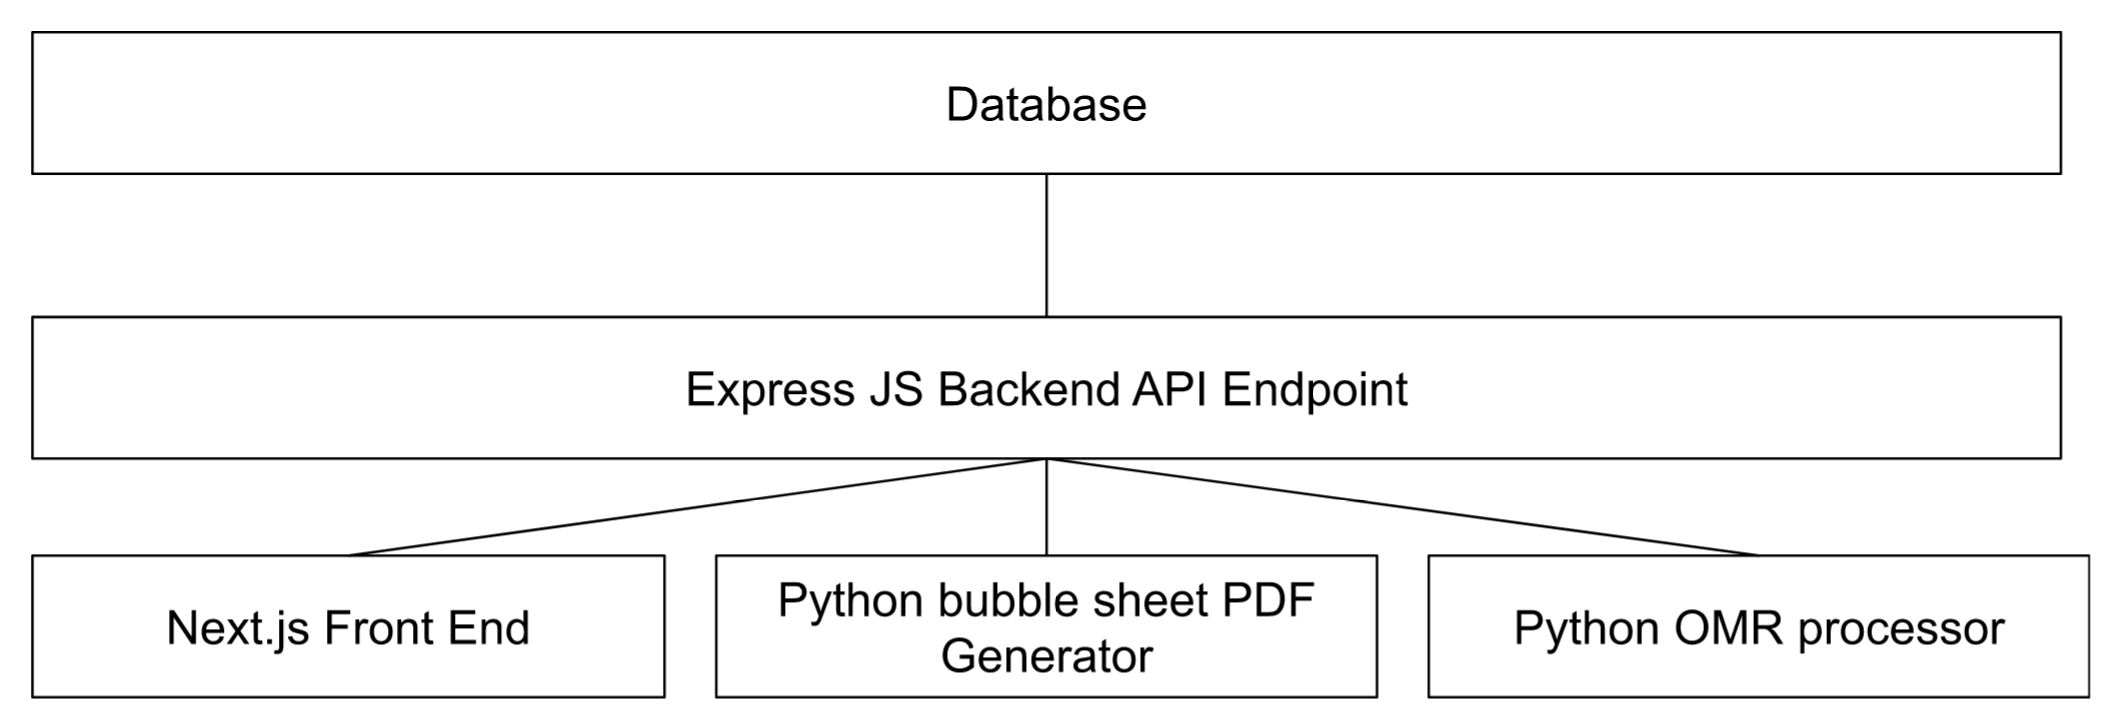 Database
Express JS Backend API Endpoint
Next.js Front End
Python bubble sheet PDF
Generator
Python OMR processor